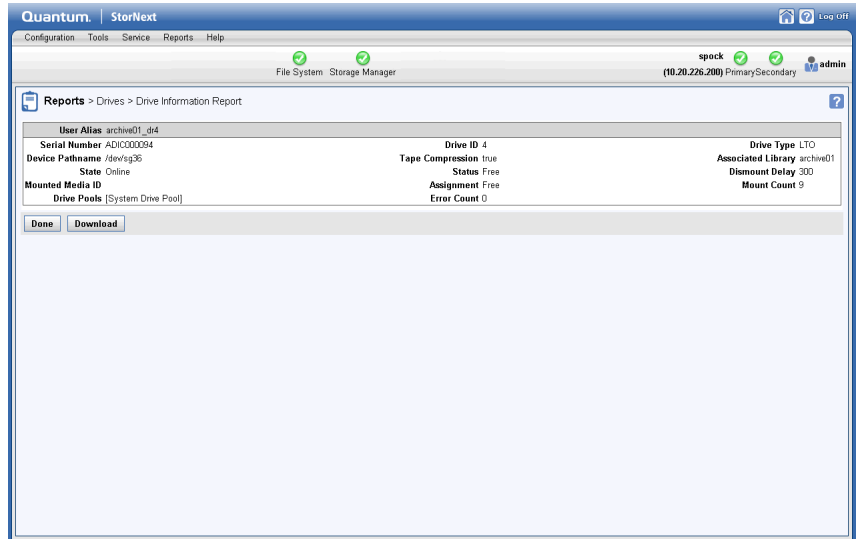 Quantum. | StorNext Log Off
Configuration Tools Service Reports Help
File System Storage Manager spock (10.20.226.200) Primary Secondary admin
Reports > Drives > Drive Information Report
User Alias archive01_dr4
Serial Number ADIC000094 Drive ID 4 Drive Type LTO
Device Pathname /dev/sg36 Tape Compression true Associated Library archive01
State Online Status Free Dismount Delay 300
Mounted Media ID Assignment Free Mount Count 9
Drive Pools [System Drive Pool] Error Count 0
Done Download